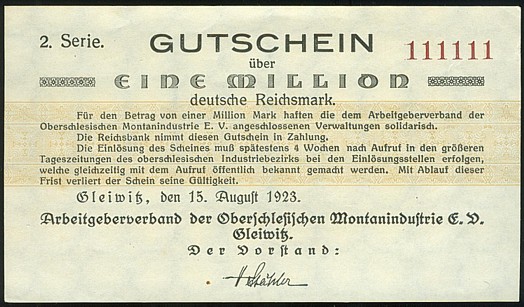 2. Serie.
GUTSCHEIN
111111
über
EINE MILLION
deutsche Reichsmark.
Für den Betrag von einer Million Mark haften die dem Arbeitgeberverband der
Oberschlesischen Montanindustrie E. V. angeschlossenen Verwaltungen solidarisch.
Die Reichsbank nimmt diesen Gutschein in Zahlung.
Die Einlösung des Scheines muß spätestens 4 Wochen nach Aufruf in den größeren
Tageszeitungen des oberschlesischen Industriebezirks bei den Einlösungsstellen erfolgen,
welche gleichzeitig mit dem Aufruf öffentlich bekannt gemacht werden. Mit Ablauf dieser
Frist verliert der Schein seine Gültigkeit.
Gleiwitz, den 15. August 1923.
Arbeitgeberverband der Oberschlesischen Montanindustrie E. V.
Gleiwitz.
Der Vorstand: